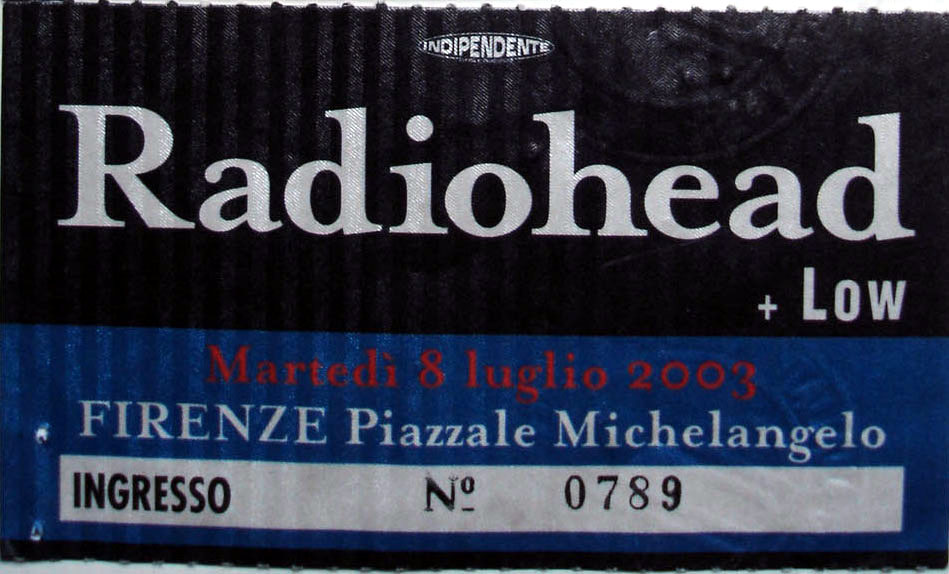 INDIPENDENTE
Radiohead
+ Low
Martedì 8 luglio 2003
FIRENZE Piazzale Michelangelo
INGRESSO Nº 0789